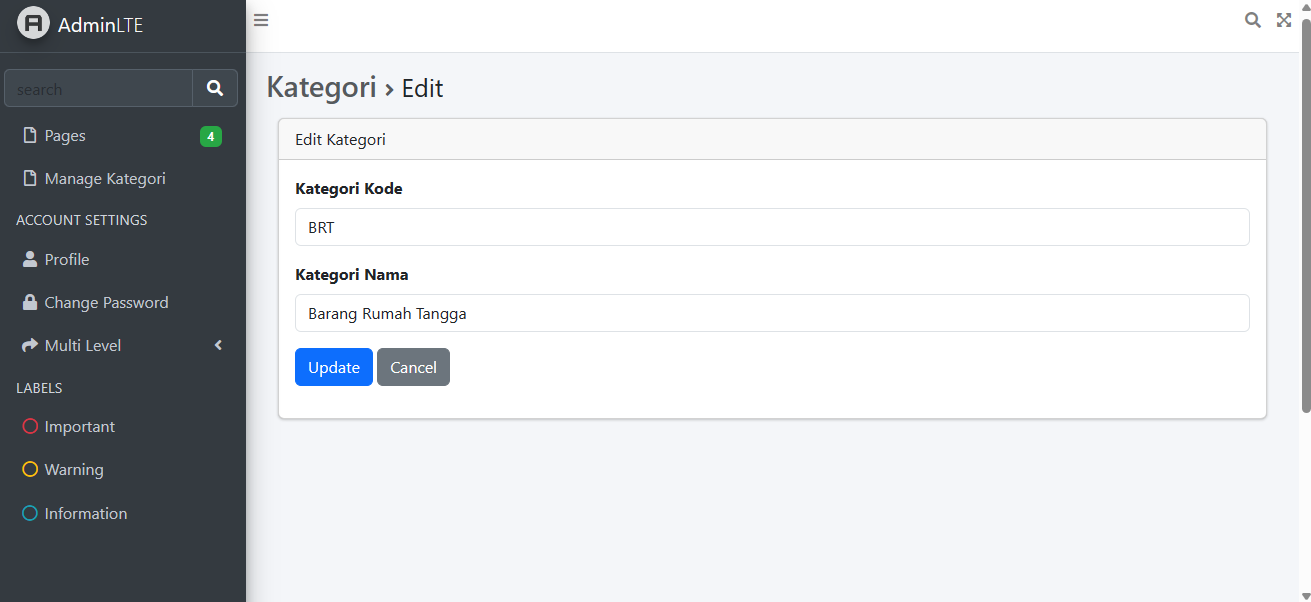 AdminLTE
search
Pages 4
Manage Kategori
ACCOUNT SETTINGS
Profile
Change Password
Multi Level
LABELS
Important
Warning
Information
Kategori › Edit
Edit Kategori
Kategori Kode
BRT
Kategori Nama
Barang Rumah Tangga
Update Cancel